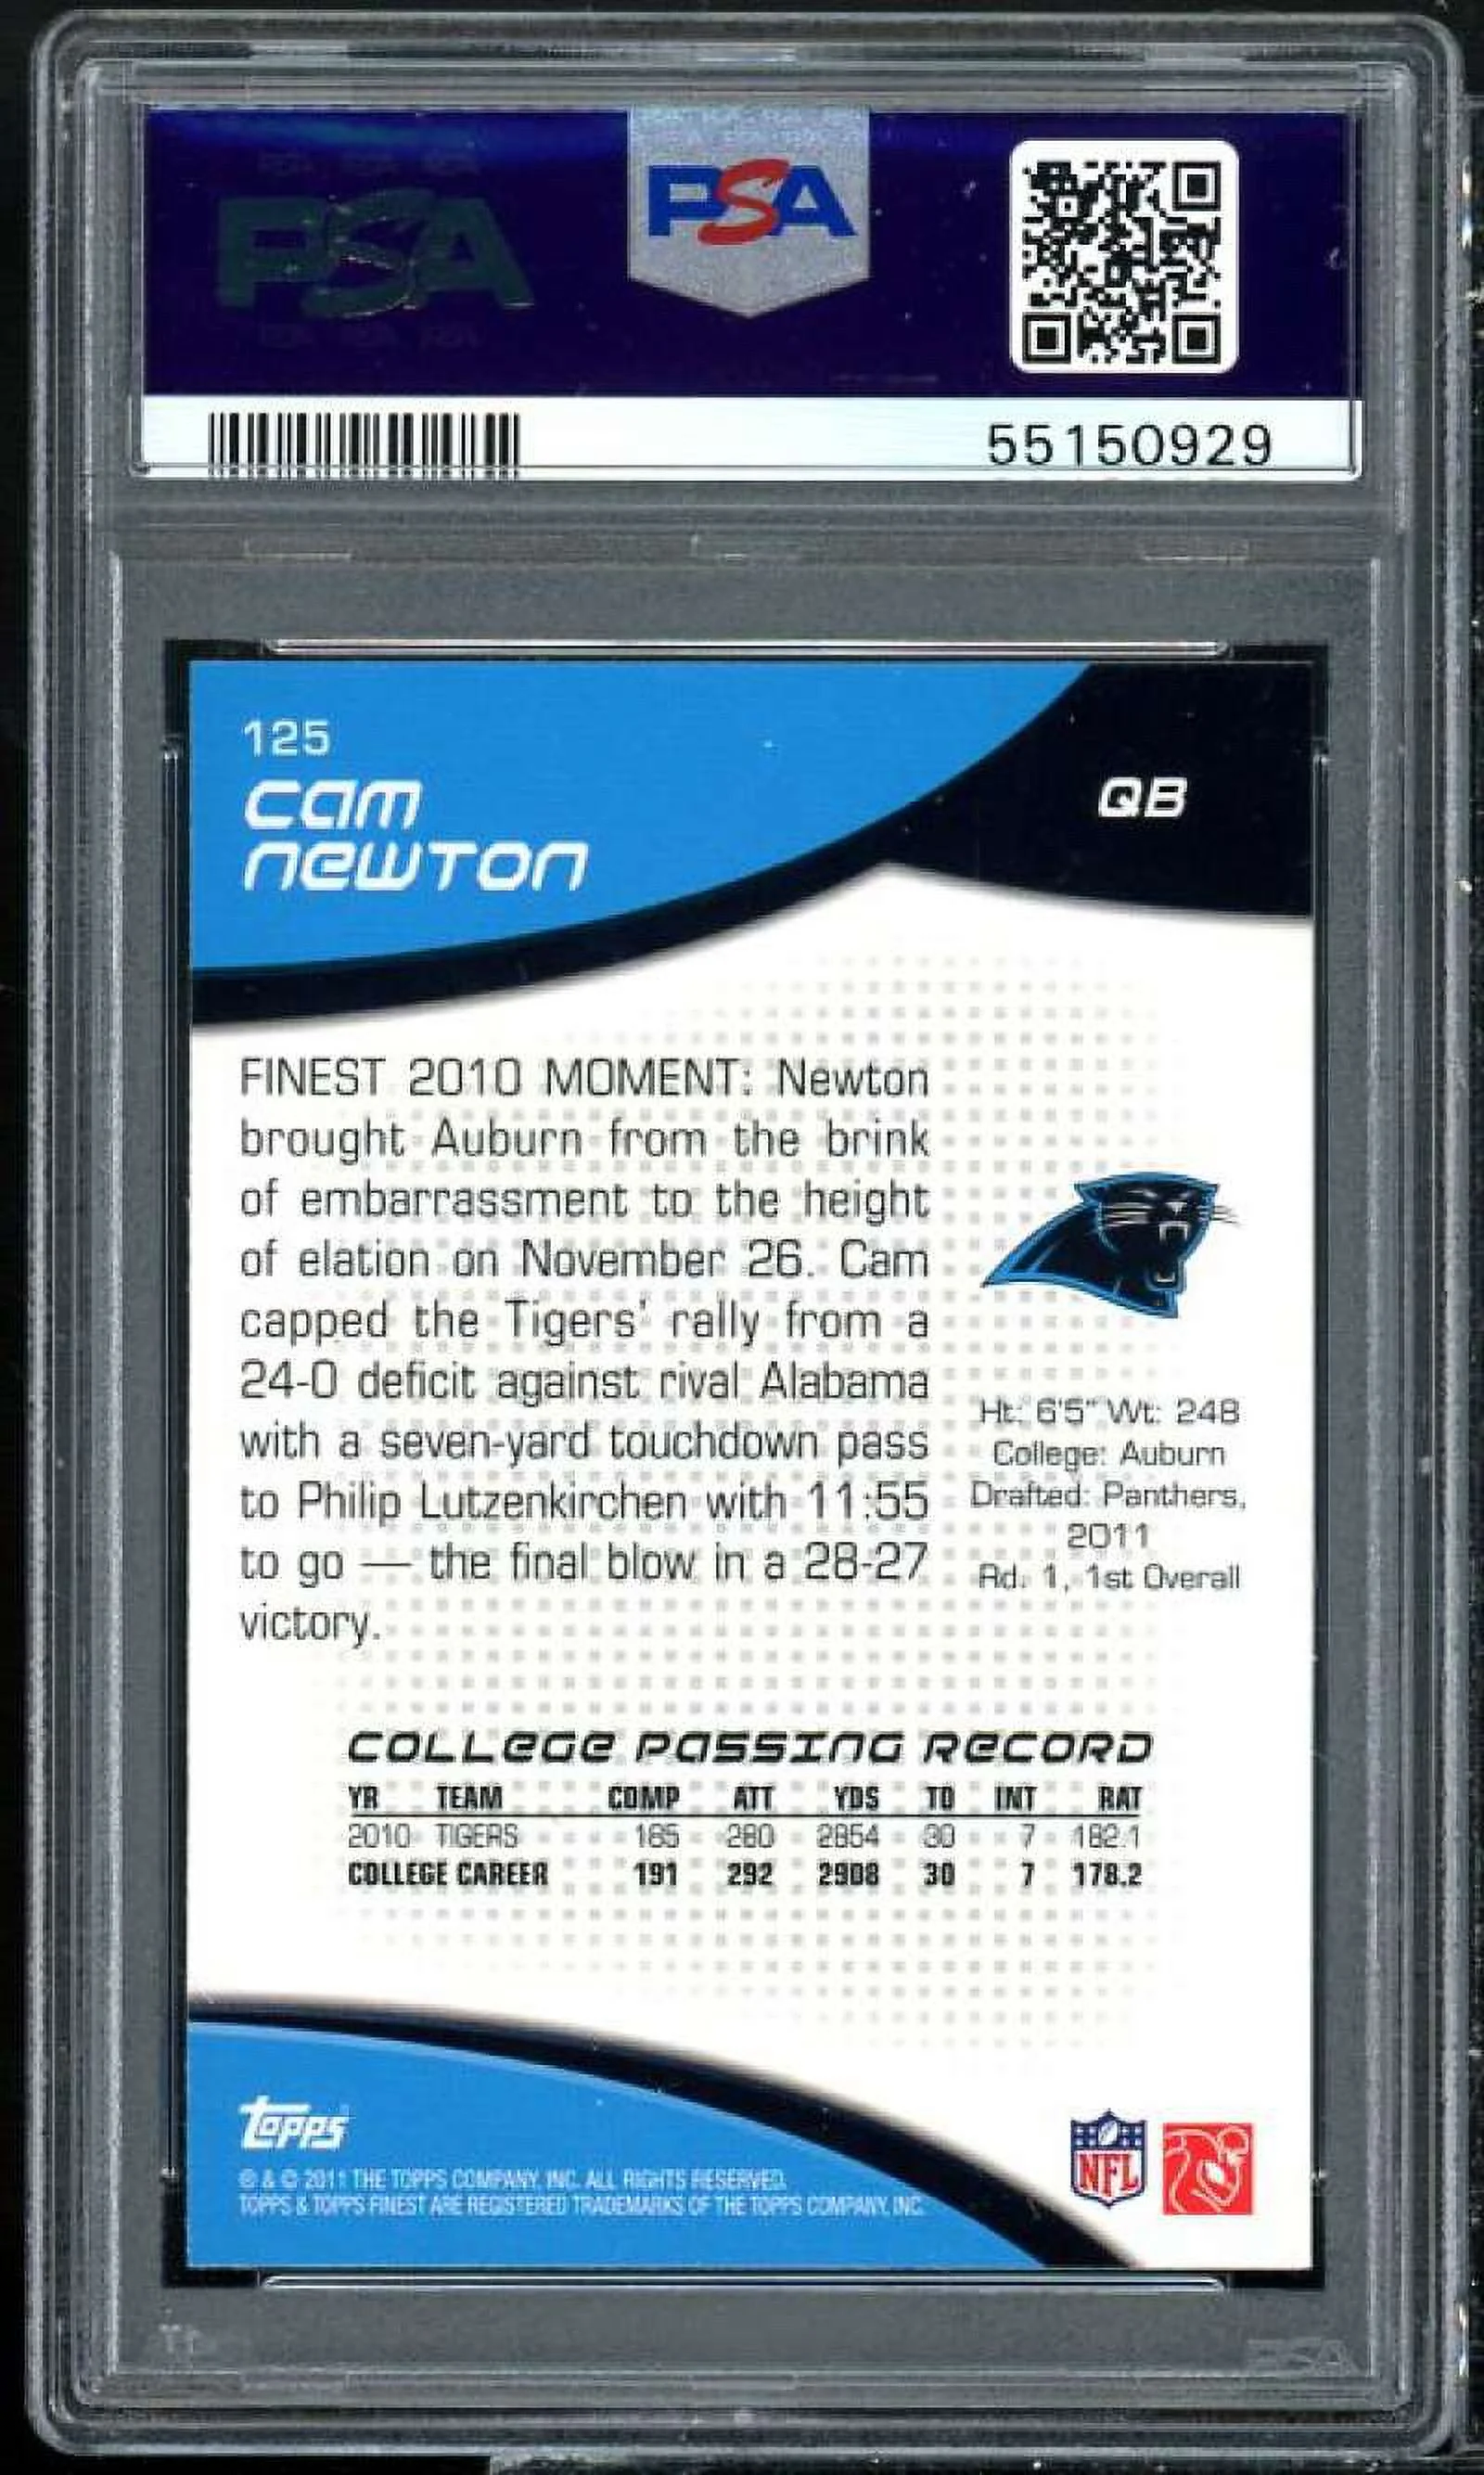 PSA
PSA
55150929
125
Cam
Newton
QB
FINEST 2010 MOMENT: Newton
brought Auburn from the brink
of embarrassment to the height
of elation on November 26. Cam
capped the Tigers' rally from a
24-0 deficit against rival Alabama
with a seven-yard touchdown pass
to Philip Lutzenkirchen with 11:55
to go — the final blow in a 28-27
victory.
Ht: 6'5" Wt: 248
College: Auburn
Drafted: Panthers,
2011
Rd. 1, 1st Overall
COLLEGE PASSING RECORD
YR TEAM COMP ATT YDS TD INT RAT
2010 TIGERS 185 280 2854 30 7 182.1
COLLEGE CAREER 191 292 2908 30 7 178.2
topps
® & © 2011 THE TOPPS COMPANY, INC. ALL RIGHTS RESERVED.
TOPPS & TOPPS FINEST ARE REGISTERED TRADEMARKS OF THE TOPPS COMPANY, INC.
NFL
PSA